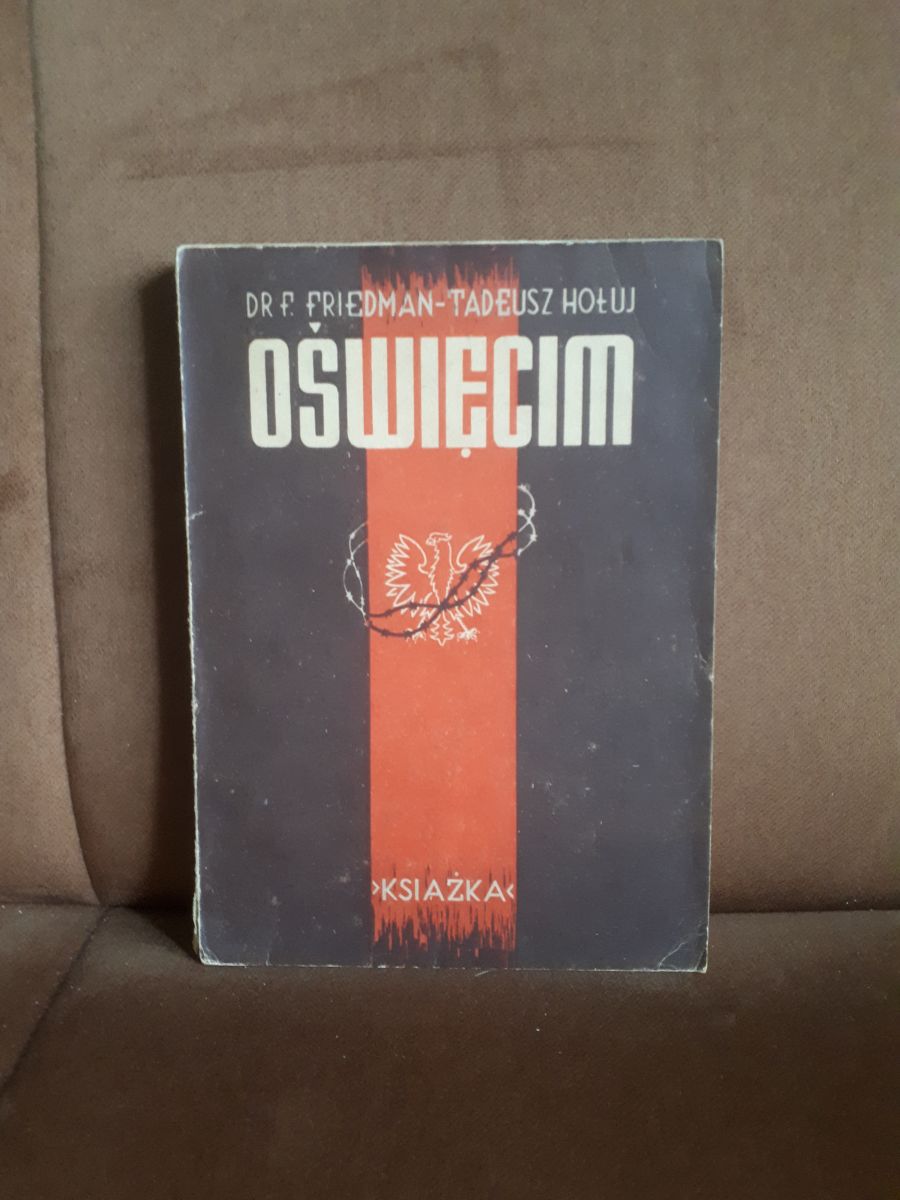 DR F. FRIEDMAN-TADEUSZ HOŁUJ
OŚWIĘCIM
›KSIĄŻKA‹